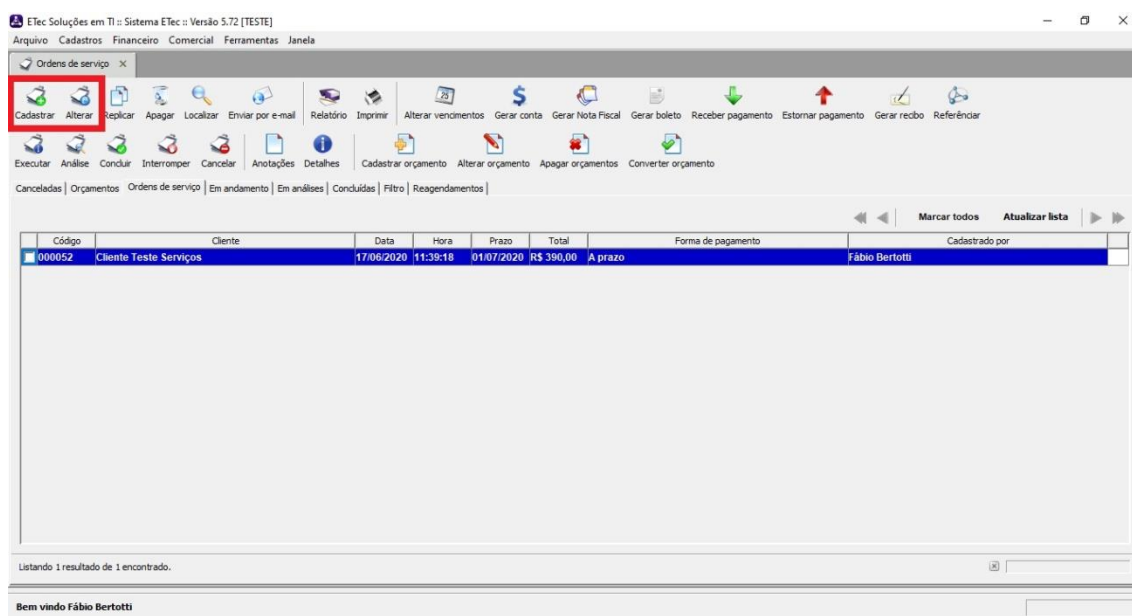 ETec Soluções em TI :: Sistema ETec :: Versão 5.72 [TESTE]
Arquivo Cadastros Financeiro Comercial Ferramentas Janela
Ordens de serviço
Cadastrar Alterar Replicar Apagar Localizar Enviar por e-mail Relatório Imprimir Alterar vencimentos Gerar conta Gerar Nota Fiscal Gerar boleto Receber pagamento Estornar pagamento Gerar recibo Referênciar
Executar Análise Concluir Interromper Cancelar Anotações Detalhes Cadastrar orçamento Alterar orçamento Apagar orçamentos Converter orçamento
Canceladas Orçamentos Ordens de serviço Em andamento Em análises Concluídas Filtro Reagendamentos
Marcar todos Atualizar lista
Código Cliente Data Hora Prazo Total Forma de pagamento Cadastrado por
000052 Cliente Teste Serviços 17/06/2020 11:39:18 01/07/2020 R$ 390,00 A prazo Fábio Bertotti
Listando 1 resultado de 1 encontrado.
Bem vindo Fábio Bertotti